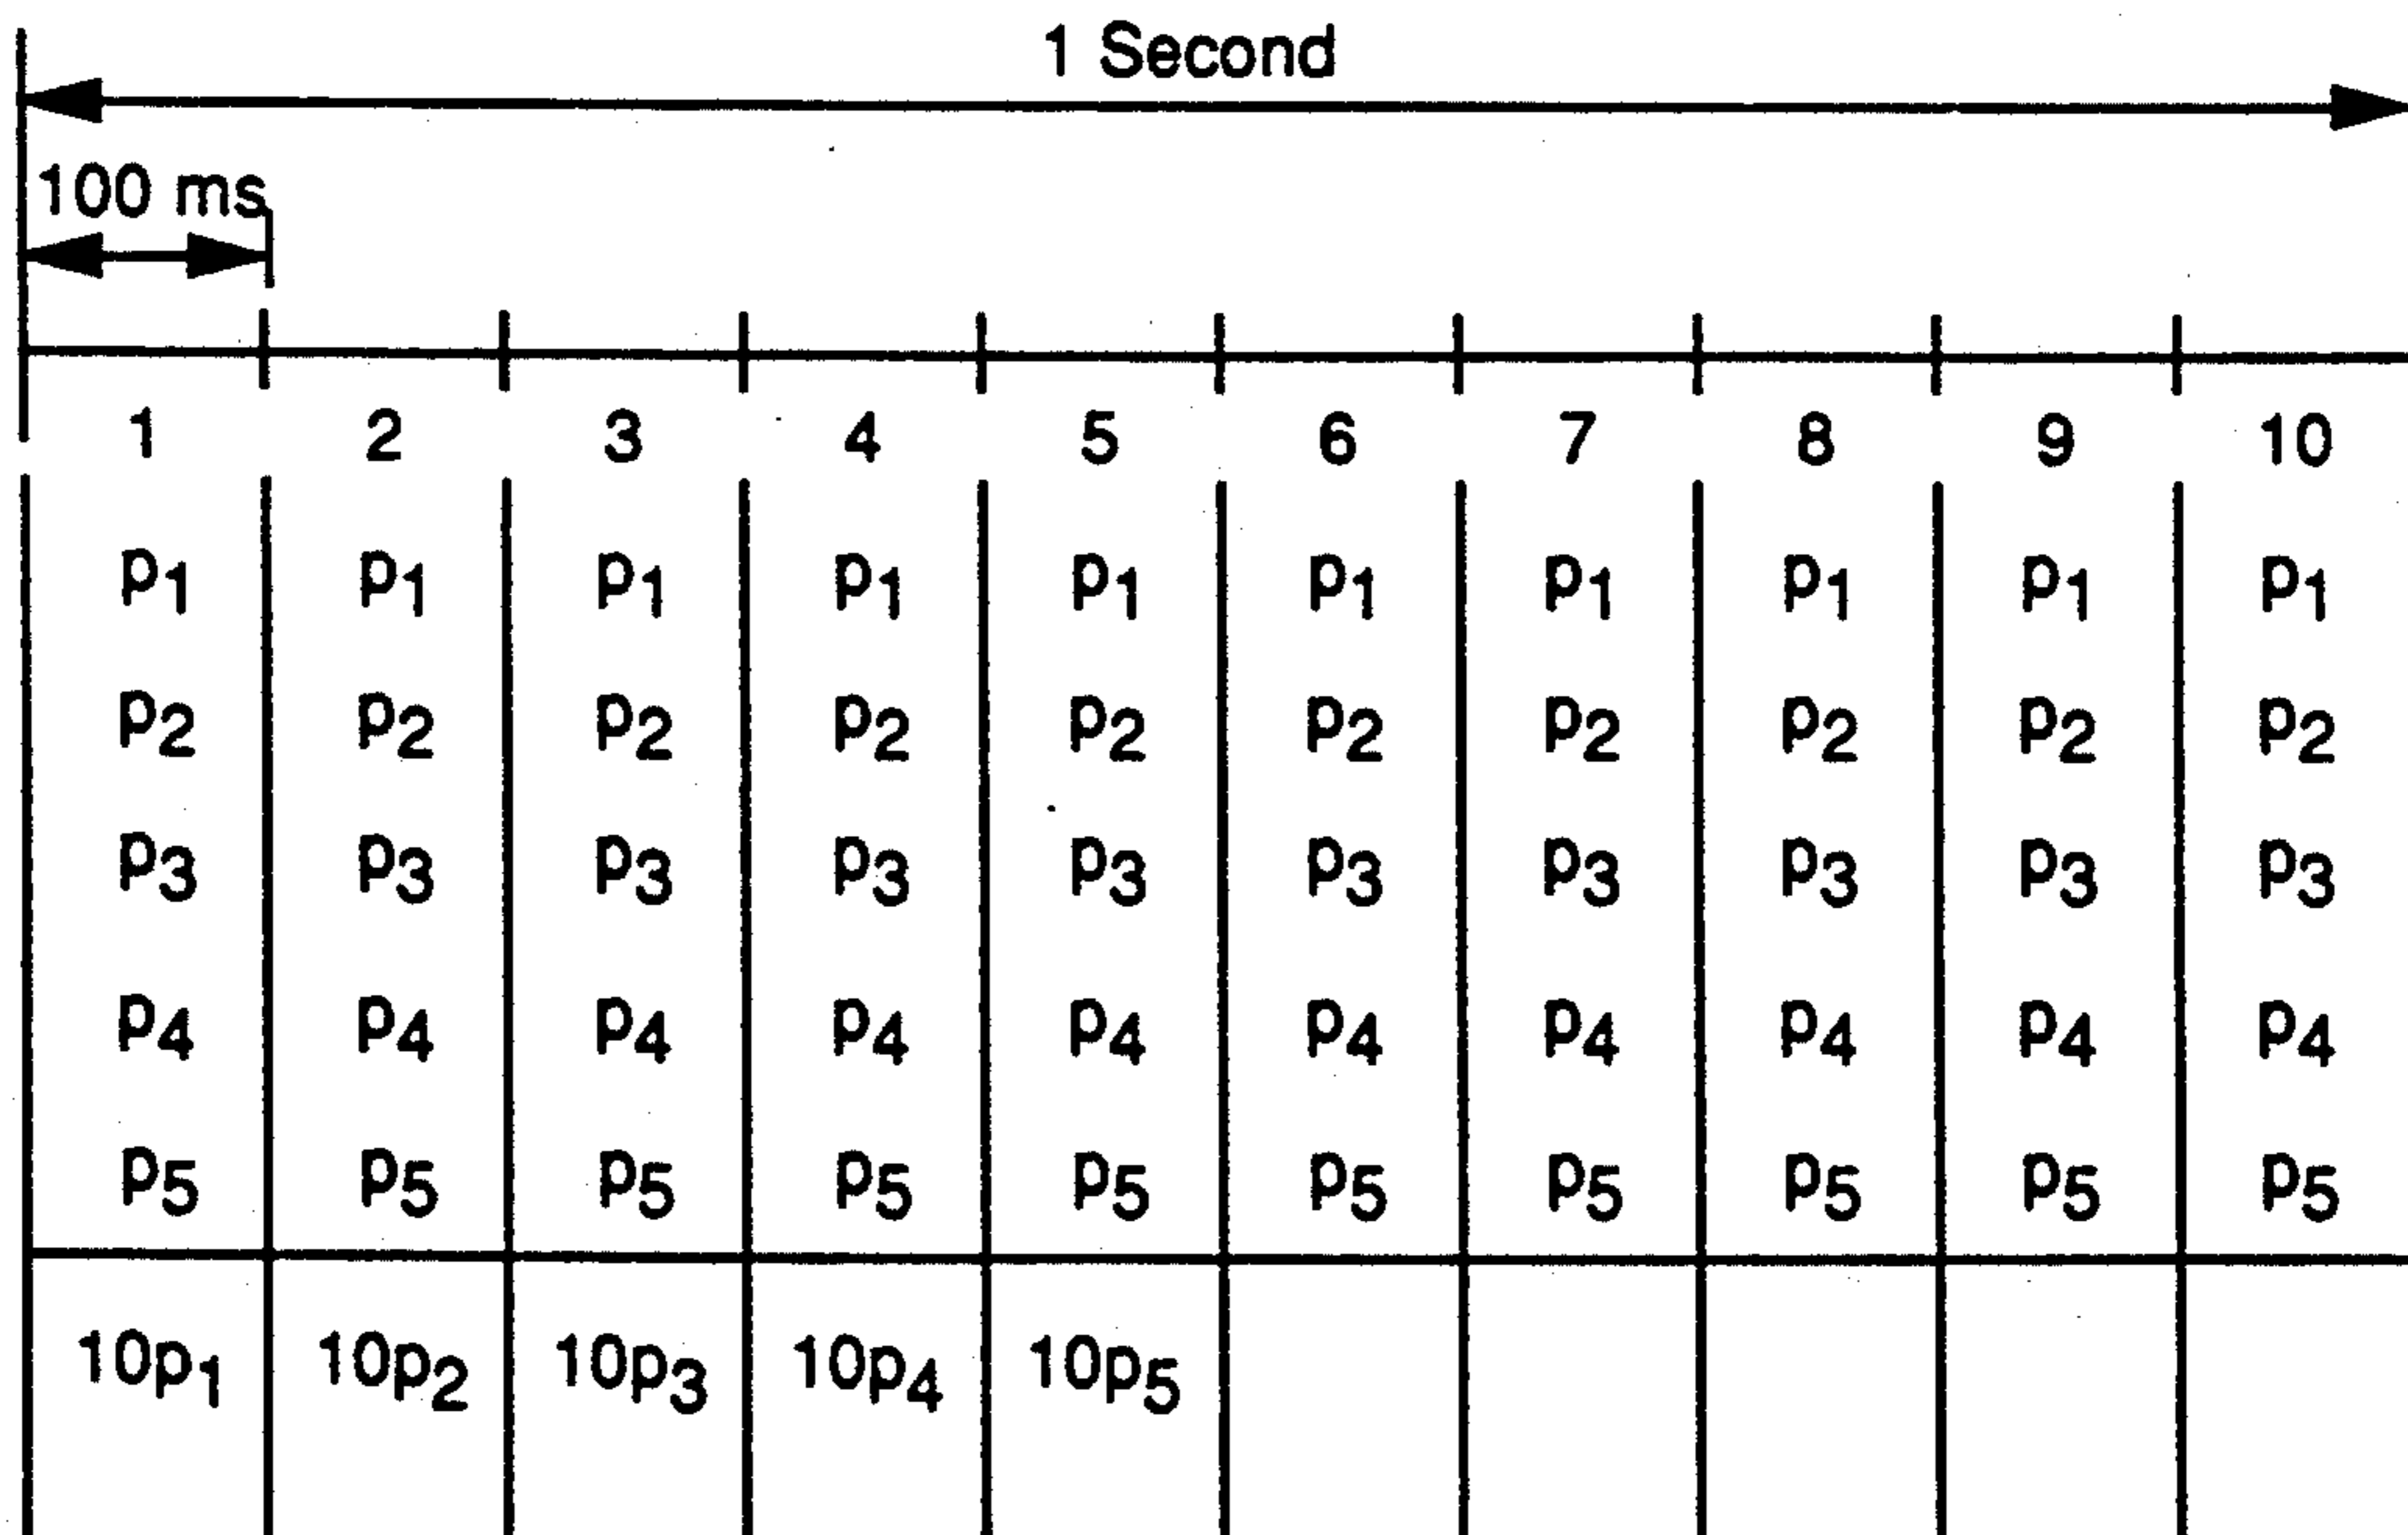 1 Second
100 ms
1 2 3 4 5 6 7 8 9 10
p1 p1 p1 p1 p1 p1 p1 p1 p1 p1
p2 p2 p2 p2 p2 p2 p2 p2 p2 p2
p3 p3 p3 p3 p3 p3 p3 p3 p3 p3
p4 p4 p4 p4 p4 p4 p4 p4 p4 p4
p5 p5 p5 p5 p5 p5 p5 p5 p5 p5
10p1 10p2 10p3 10p4 10p5